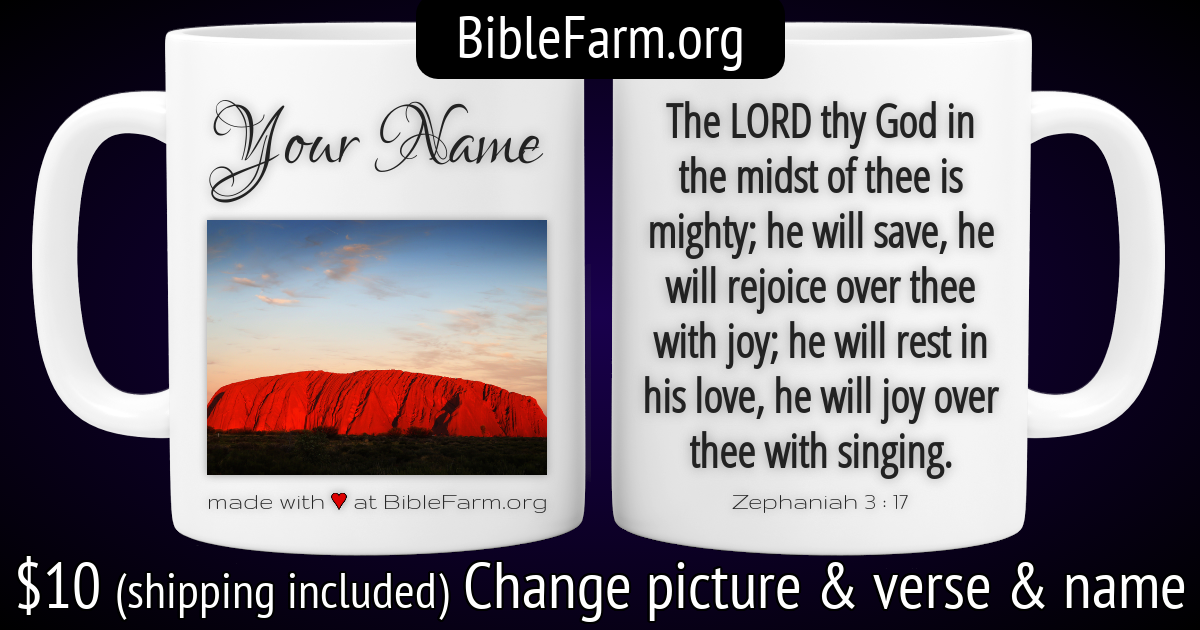 BibleFarm.org
Your Name
made with ❤ at BibleFarm.org
The LORD thy God in
the midst of thee is
mighty; he will save, he
will rejoice over thee
with joy; he will rest in
his love, he will joy over
thee with singing.
Zephaniah 3 : 17
$10 (shipping included) Change picture & verse & name